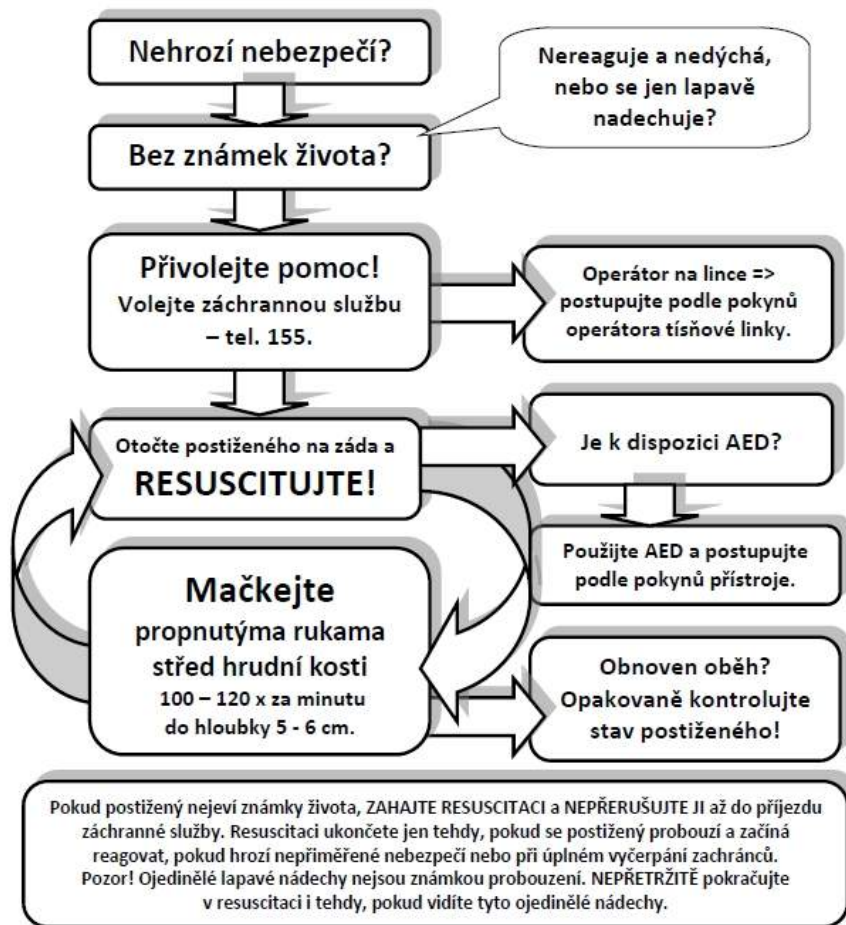 Nehrozí nebezpečí?
Nereaguje a nedýchá,
nebo se jen lapavě
nadechuje?
Bez známek života?
Přivolejte pomoc!
Volejte záchrannou službu
– tel. 155.
Operátor na lince =>
postupujte podle pokynů
operátora tísňové linky.
Otočte postiženého na záda a
RESUSCITUJTE!
Je k dispozici AED?
Použijte AED a postupujte
podle pokynů přístroje.
Mačkejte
propnutýma rukama
střed hrudní kosti
100 – 120 x za minutu
do hloubky 5 - 6 cm.
Obnoven oběh?
Opakovaně kontrolujte
stav postiženého!
Pokud postižený nejeví známky života, ZAHAJTE RESUSCITACI a NEPŘERUŠUJTE JI až do příjezdu
záchranné služby. Resuscitaci ukončete jen tehdy, pokud se postižený probouzí a začíná
reagovat, pokud hrozí nepřiměřené nebezpečí nebo při úplném vyčerpání zachránců.
Pozor! Ojedinělé lapavé nádechy nejsou známkou probouzení. NEPŘETRŽITĚ pokračujte
v resuscitaci i tehdy, pokud vidíte tyto ojedinělé nádechy.